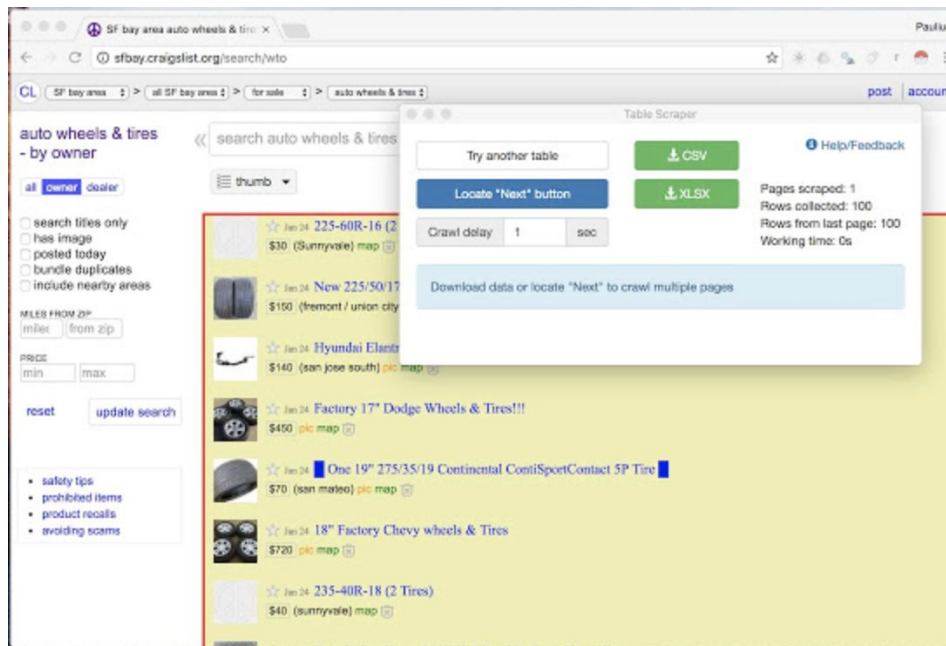 SF bay area auto wheels & tire
Pauliu
sfbay.craigslist.org/search/wto
CL SF bay area > all SF bay area > for sale > auto wheels & tires
post accoun
auto wheels & tires
- by owner
all owner dealer
search titles only
has image
posted today
bundle duplicates
include nearby areas
MILES FROM ZIP
miles from zip
PRICE
min max
reset update search
safety tips
prohibited items
product recalls
avoiding scams
search auto wheels & tires
thumb
Table Scraper
Try another table
CSV
Help/Feedback
Locate "Next" button
XLSX
Crawl delay 1 sec
Pages scraped: 1
Rows collected: 100
Rows from last page: 100
Working time: 0s
Download data or locate "Next" to crawl multiple pages
Jan 24 225-60R-16 (2
$30 (Sunnyvale) map
Jan 24 New 225/50/17
$150 (fremont / union city
Jan 24 Hyundai Elantr
$140 (san jose south) pic map
Jan 24 Factory 17" Dodge Wheels & Tires!!!
$450 pic map
Jan 24 One 19" 275/35/19 Continental ContiSportContact 5P Tire
$70 (san mateo) pic map
Jan 24 18" Factory Chevy wheels & Tires
$720 pic map
Jan 24 235-40R-18 (2 Tires)
$40 (sunnyvale) map